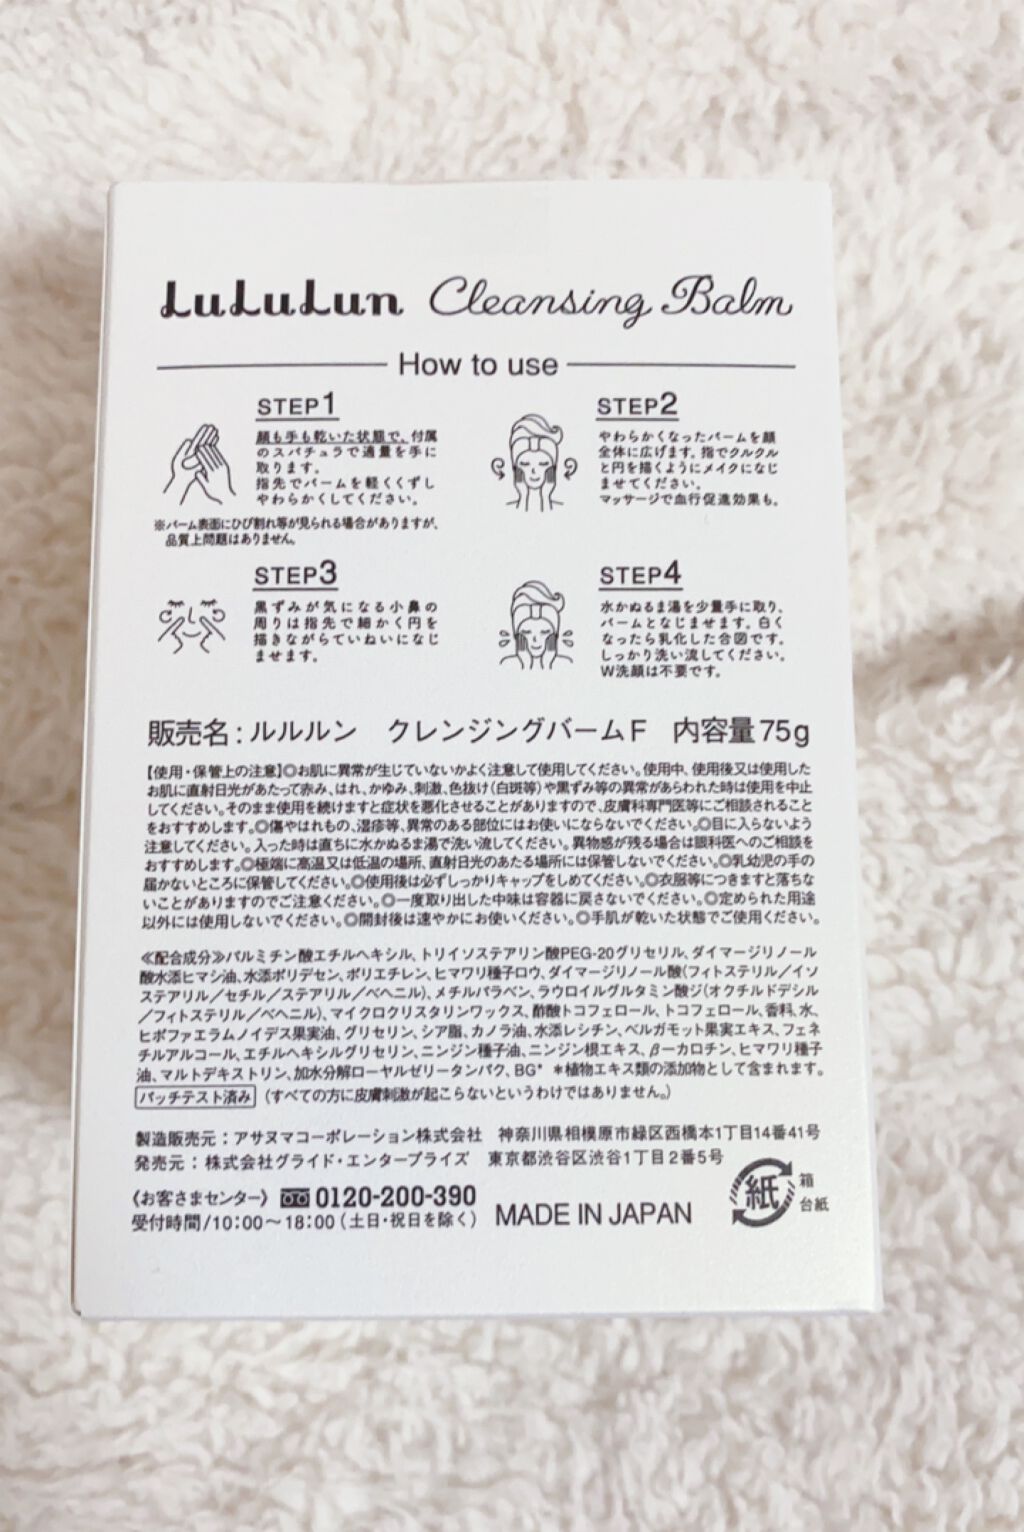 LuLuLun Cleansing Balm
How to use
STEP1
顔も手も乾いた状態で、付属
のスパチュラで適量を手に
取ります。
指先でバームを軽くくずし
やわらかくしてください。
※バーム表面にひび割れ等が見られる場合がありますが、
品質上問題はありません。
STEP2
やわらかくなったバームを顔
全体に広げます。指でクルクル
と円を描くようにメイクになじ
ませてください。
マッサージで血行促進効果も。
STEP3
黒ずみが気になる小鼻の
周りは指先で細かく円を
描きながらていねいになじ
ませます。
STEP4
水かぬるま湯を少量手に取り、
バームとなじませます。白く
なったら乳化した合図です。
しっかり洗い流してください。
W洗顔は不要です。
販売名:ルルルン クレンジングバームF 内容量75g
【使用・保管上の注意】◎お肌に異常が生じていないかよく注意して使用してください。使用中、使用後又は使用した
お肌に直射日光があたって赤み、はれ、かゆみ、刺激、色抜け(白斑等)や黒ずみ等の異常があらわれた時は使用を中止
してください。そのまま使用を続けますと症状を悪化させることがありますので、皮膚科専門医等にご相談されること
をおすすめします。◎傷やはれもの、湿疹等、異常のある部位にはお使いにならないでください。◎目に入らないよう
注意してください。入った時は直ちに水かぬるま湯で洗い流してください。異物感が残る場合は眼科医へのご相談を
おすすめします。◎極端に高温又は低温の場所、直射日光のあたる場所には保管しないでください。◎乳幼児の手の
届かないところに保管してください。◎使用後は必ずしっかりキャップをしめてください。◎衣服等につきますと落ちな
いことがありますのでご注意ください。◎一度取り出した中味は容器に戻さないでください。◎定められた用途
以外には使用しないでください。◎開封後は速やかにお使いください。◎手肌が乾いた状態でご使用ください。
≪配合成分≫パルミチン酸エチルヘキシル、トリイソステアリン酸PEG-20グリセリル、ダイマージリノール
酸水添ヒマシ油、水添ポリデセン、ポリエチレン、ヒマワリ種子ロウ、ダイマージリノール酸(フィトステリル/イソ
ステアリル/セチル/ステアリル/ベヘニル)、メチルパラベン、ラウロイルグルタミン酸ジ(オクチルドデシル
/フィトステリル/ベヘニル)、マイクロクリスタリンワックス、酢酸トコフェロール、トコフェロール、香料、水、
ヒポファエラムノイデス果実油、グリセリン、シア脂、カノラ油、水添レシチン、ベルガモット果実エキス、フェネ
チルアルコール、エチルヘキシルグリセリン、ニンジン種子油、ニンジン根エキス、β-カロチン、ヒマワリ種子
油、マルトデキストリン、加水分解ローヤルゼリータンパク、BG* *植物エキス類の添加物として含まれます。
パッチテスト済み (すべての方に皮膚刺激が起こらないというわけではありません。)
製造販売元:アサヌマコーポレーション株式会社 神奈川県相模原市緑区西橋本1丁目14番41号
発売元:株式会社グライド・エンタープライズ 東京都渋谷区渋谷1丁目2番5号
〈お客さまセンター〉 0120-200-390
受付時間/10:00~18:00(土日・祝日を除く) MADE IN JAPAN
紙 箱
台紙